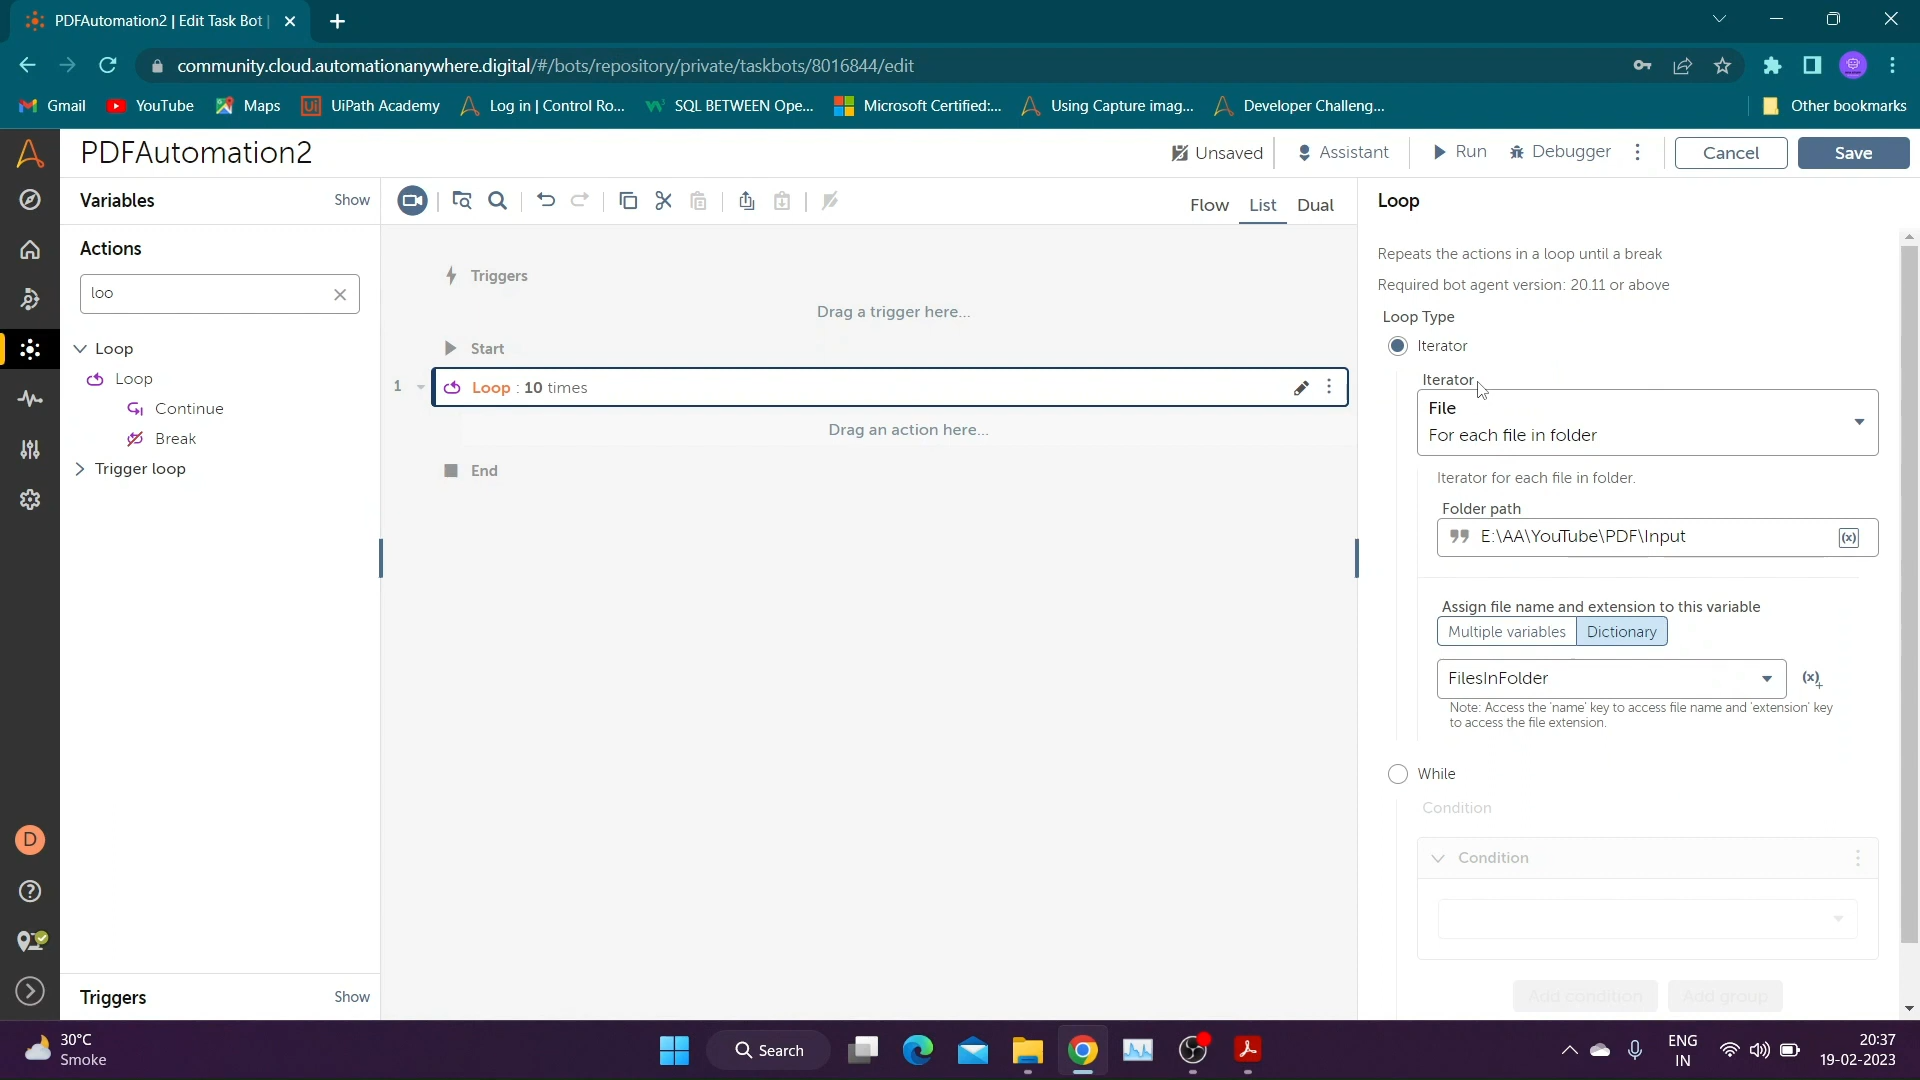 PDFAutomation2 | Edit Task Bot |
community.cloud.automationanywhere.digital/#/bots/repository/private/taskbots/8016844/edit
Gmail YouTube Maps UiPath Academy Log in | Control Ro... SQL BETWEEN Ope... Microsoft Certified:... Using Capture imag... Developer Challeng... Other bookmarks
PDFAutomation2
Unsaved Assistant Run Debugger Cancel Save
Variables Show
Actions
loo
Loop
Loop
Continue
Break
Trigger loop
Triggers Show
Flow List Dual
Triggers
Drag a trigger here...
Start
1 Loop : 10 times
Drag an action here...
End
Loop
Repeats the actions in a loop until a break
Required bot agent version: 20.11 or above
Loop Type
Iterator
Iterator
File
For each file in folder
Iterator for each file in folder.
Folder path
E:\AA\YouTube\PDF\Input (x)
Assign file name and extension to this variable
Multiple variables Dictionary
FilesInFolder (x)+
Note: Access the 'name' key to access file name and 'extension' key
to access the file extension.
While
Condition
Condition
Add condition Add group
D
30°C
Smoke
Search
ENG
IN
20:37
19-02-2023